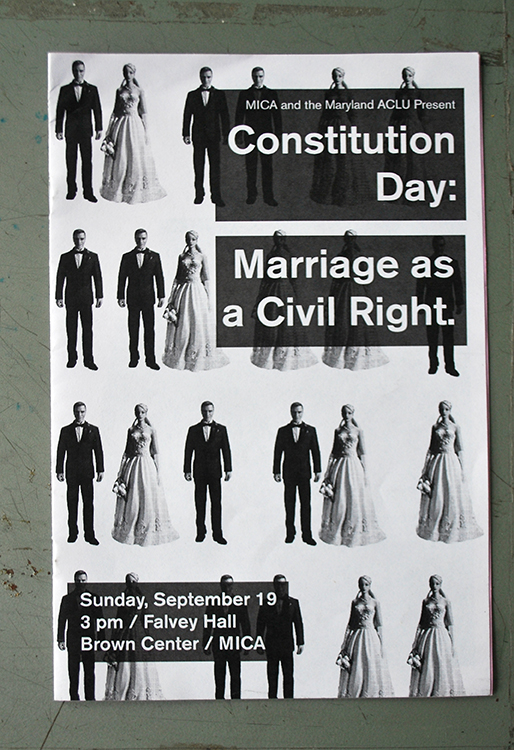 MICA and the Maryland ACLU Present
Constitution
Day:
Marriage as
a Civil Right.
Sunday, September 19
3 pm / Falvey Hall
Brown Center / MICA